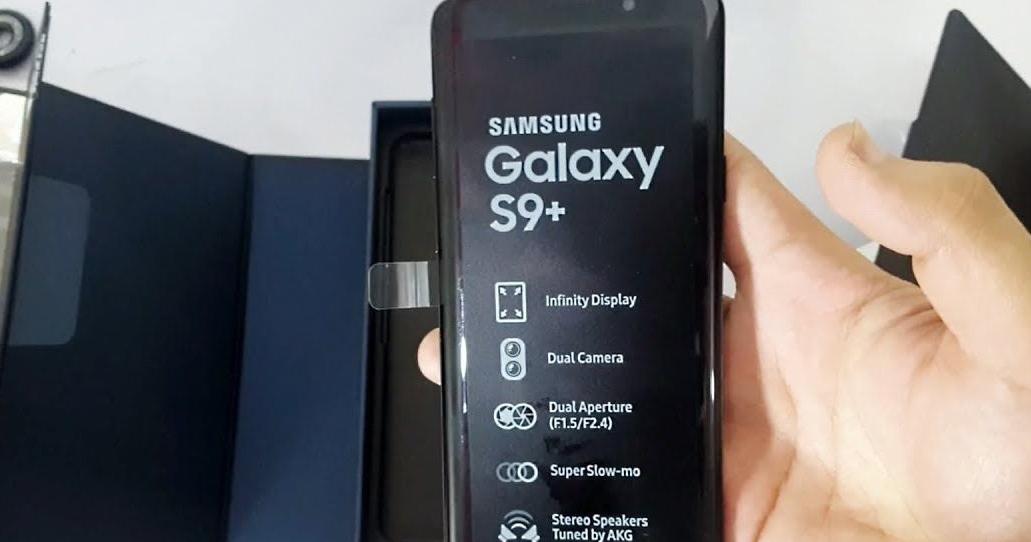 SAMSUNG
Galaxy
S9+
Infinity Display
Dual Camera
Dual Aperture
(F1.5/F2.4)
Super Slow-mo
Stereo Speakers
Tuned by AKG